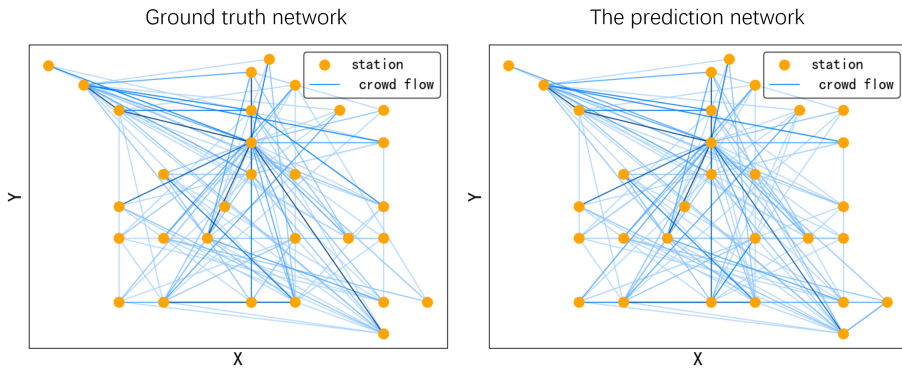 Ground truth network
The prediction network
station
crowd flow
station
crowd flow
Y
Y
X
X